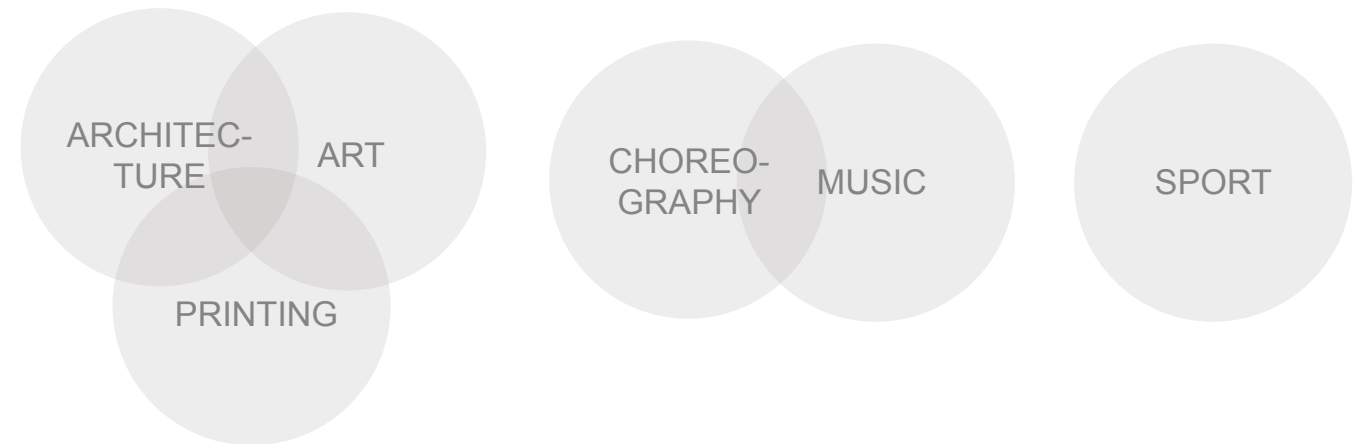 ARCHITEC-
TURE
ART
PRINTING
CHOREO-
GRAPHY
MUSIC
SPORT